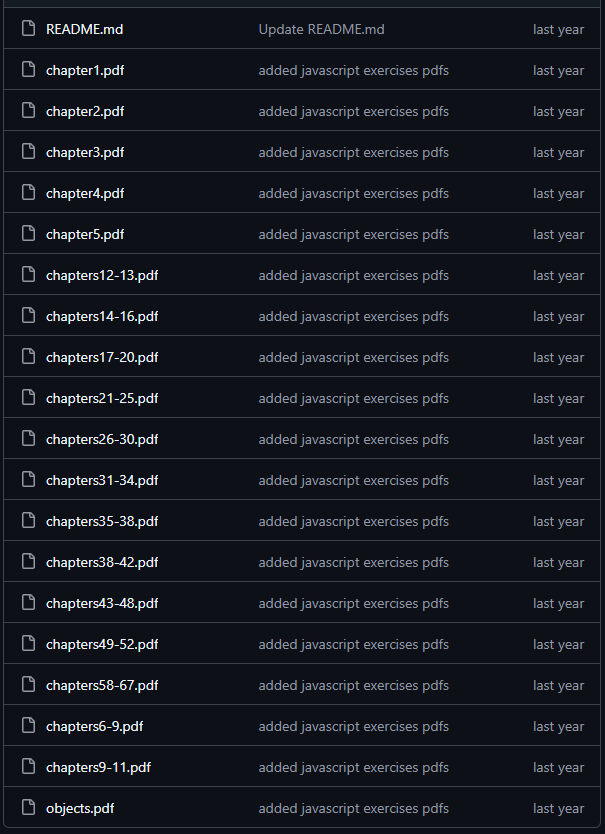 README.md Update README.md last year
chapter1.pdf added javascript exercises pdfs last year
chapter2.pdf added javascript exercises pdfs last year
chapter3.pdf added javascript exercises pdfs last year
chapter4.pdf added javascript exercises pdfs last year
chapter5.pdf added javascript exercises pdfs last year
chapters12-13.pdf added javascript exercises pdfs last year
chapters14-16.pdf added javascript exercises pdfs last year
chapters17-20.pdf added javascript exercises pdfs last year
chapters21-25.pdf added javascript exercises pdfs last year
chapters26-30.pdf added javascript exercises pdfs last year
chapters31-34.pdf added javascript exercises pdfs last year
chapters35-38.pdf added javascript exercises pdfs last year
chapters38-42.pdf added javascript exercises pdfs last year
chapters43-48.pdf added javascript exercises pdfs last year
chapters49-52.pdf added javascript exercises pdfs last year
chapters58-67.pdf added javascript exercises pdfs last year
chapters6-9.pdf added javascript exercises pdfs last year
chapters9-11.pdf added javascript exercises pdfs last year
objects.pdf added javascript exercises pdfs last year